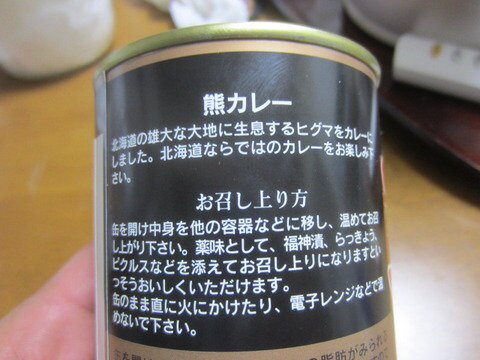 熊カレー
北海道の雄大な大地に生息するヒグマをカレーに
しました。北海道ならではのカレーをお楽しみ下
さい。
お召し上り方
缶を開け中身を他の容器などに移し、温めてお召
し上がり下さい。薬味として、福神漬、らっきょう、
ピクルスなどを添えてお召し上りになりますとい
っそうおいしくいただけます。
缶のまま直に火にかけたり、電子レンジなどで温
めないで下さい。
の脂肪がみられる